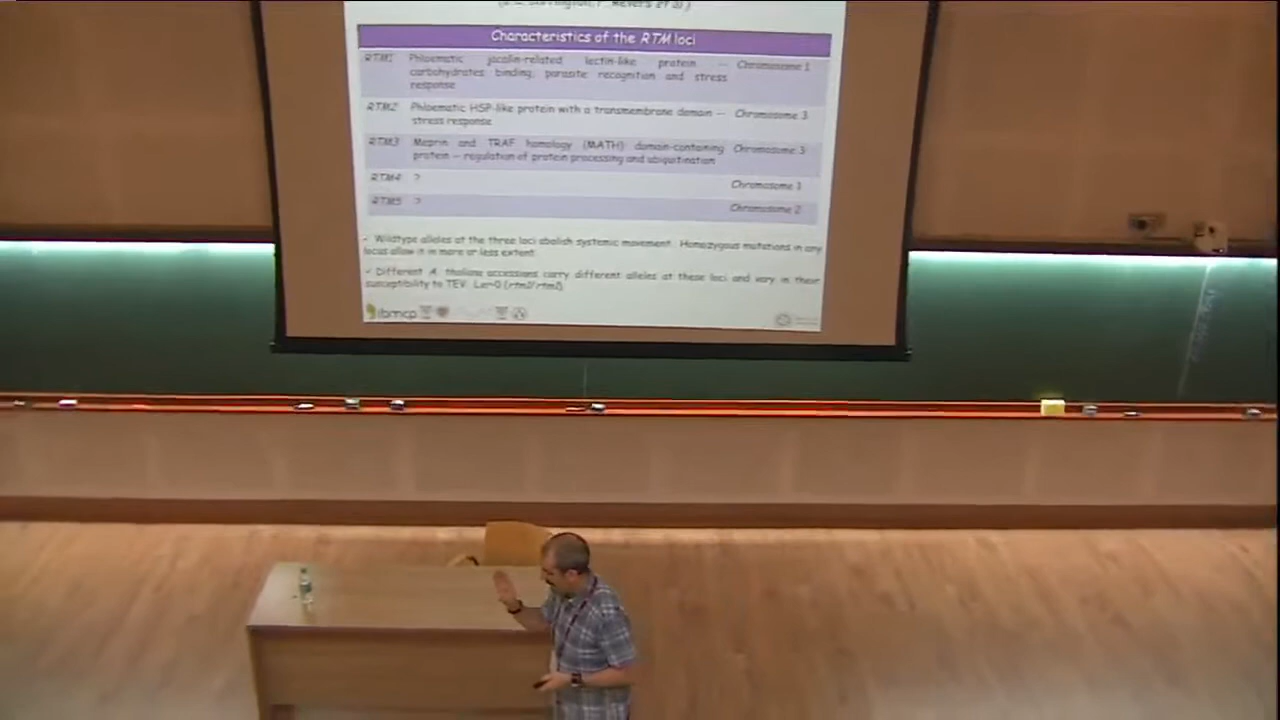 Characteristics of the RTM loci
RTM1 Phloematic jacalin-related lectin-like protein — Chromosome 1
carbohydrates binding, parasite recognition and stress
response
RTM2 Phloematic HSP-like protein with a transmembrane domain — Chromosome 3
stress response
RTM3 Meprin and TRAF homology (MATH) domain-containing Chromosome 3
protein — regulation of protein processing and ubiquitination
RTM4 ? Chromosome 1
RTM5 ? Chromosome 2
✓ Wildtype alleles at the three loci abolish systemic movement. Homozygous mutations in any
locus allow it in more or less extent
✓ Different A. thaliana accessions carry different alleles at these loci and vary in their
susceptibility to TEV. Ler-0
ibmcp